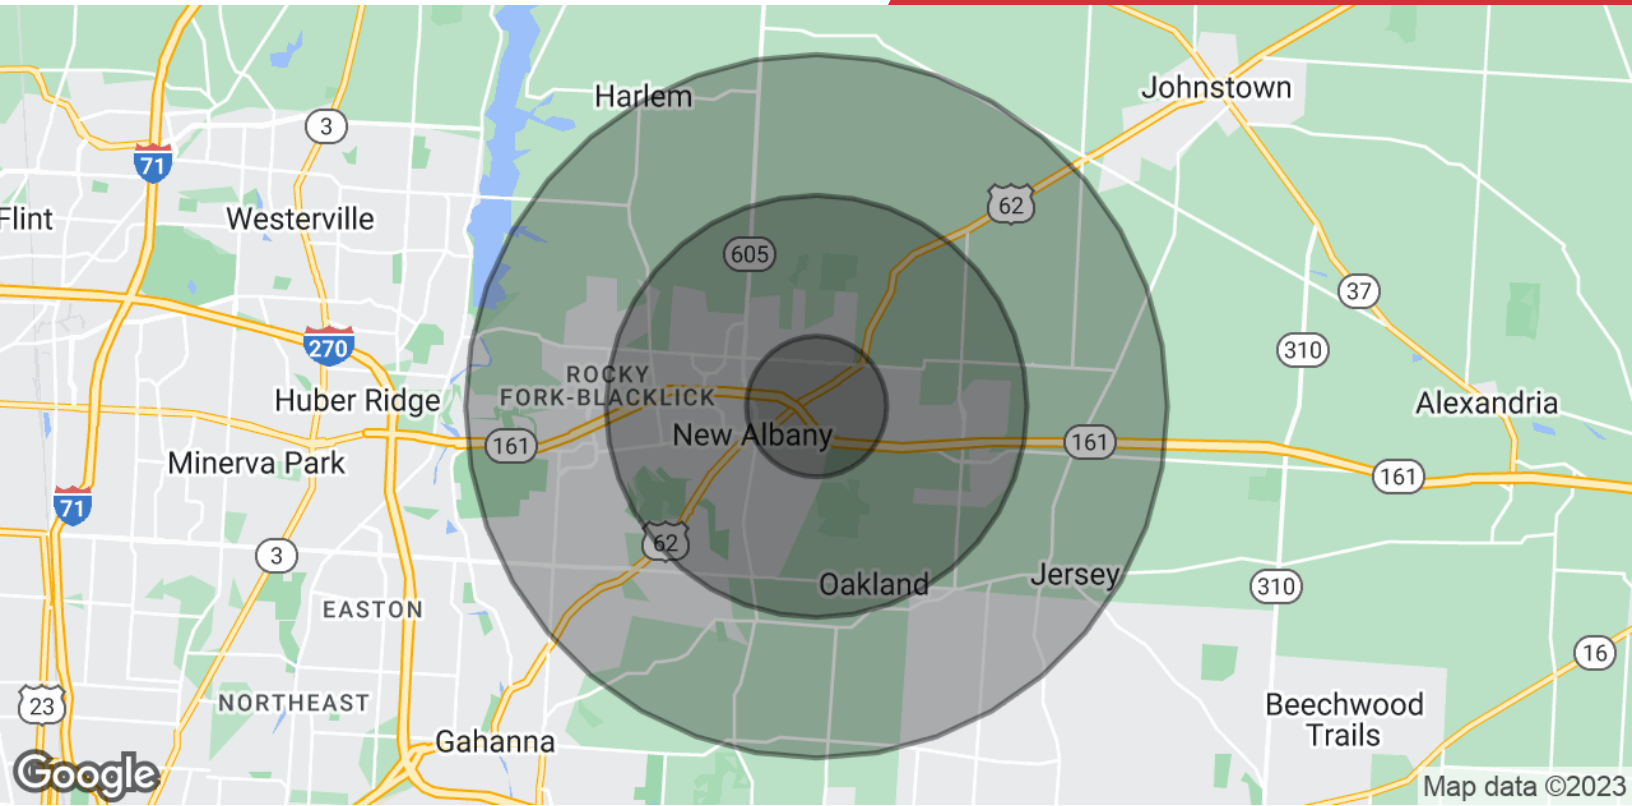 Harlem
Johnstown
3
71
62
Flint
Westerville
605
37
270
310
ROCKY
FORK-BLACKLICK
Huber Ridge
Alexandria
New Albany
161
161
Minerva Park
161
71
62
3
Oakland
Jersey
310
EASTON
16
NORTHEAST
23
Beechwood
Trails
Gahanna
Google
Map data ©2023